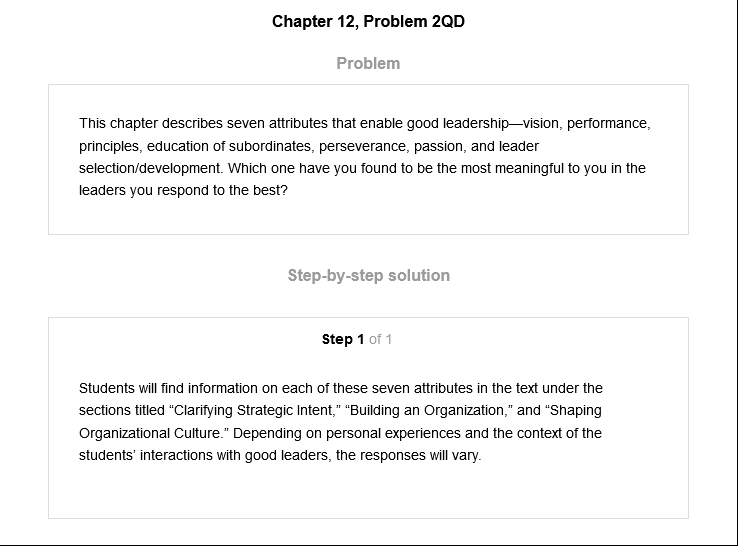 Chapter 12, Problem 2QD
Problem
This chapter describes seven attributes that enable good leadership—vision, performance,
principles, education of subordinates, perseverance, passion, and leader
selection/development. Which one have you found to be the most meaningful to you in the
leaders you respond to the best?
Step-by-step solution
Step 1 of 1
Students will find information on each of these seven attributes in the text under the
sections titled “Clarifying Strategic Intent,” “Building an Organization,” and “Shaping
Organizational Culture.” Depending on personal experiences and the context of the
students’ interactions with good leaders, the responses will vary.